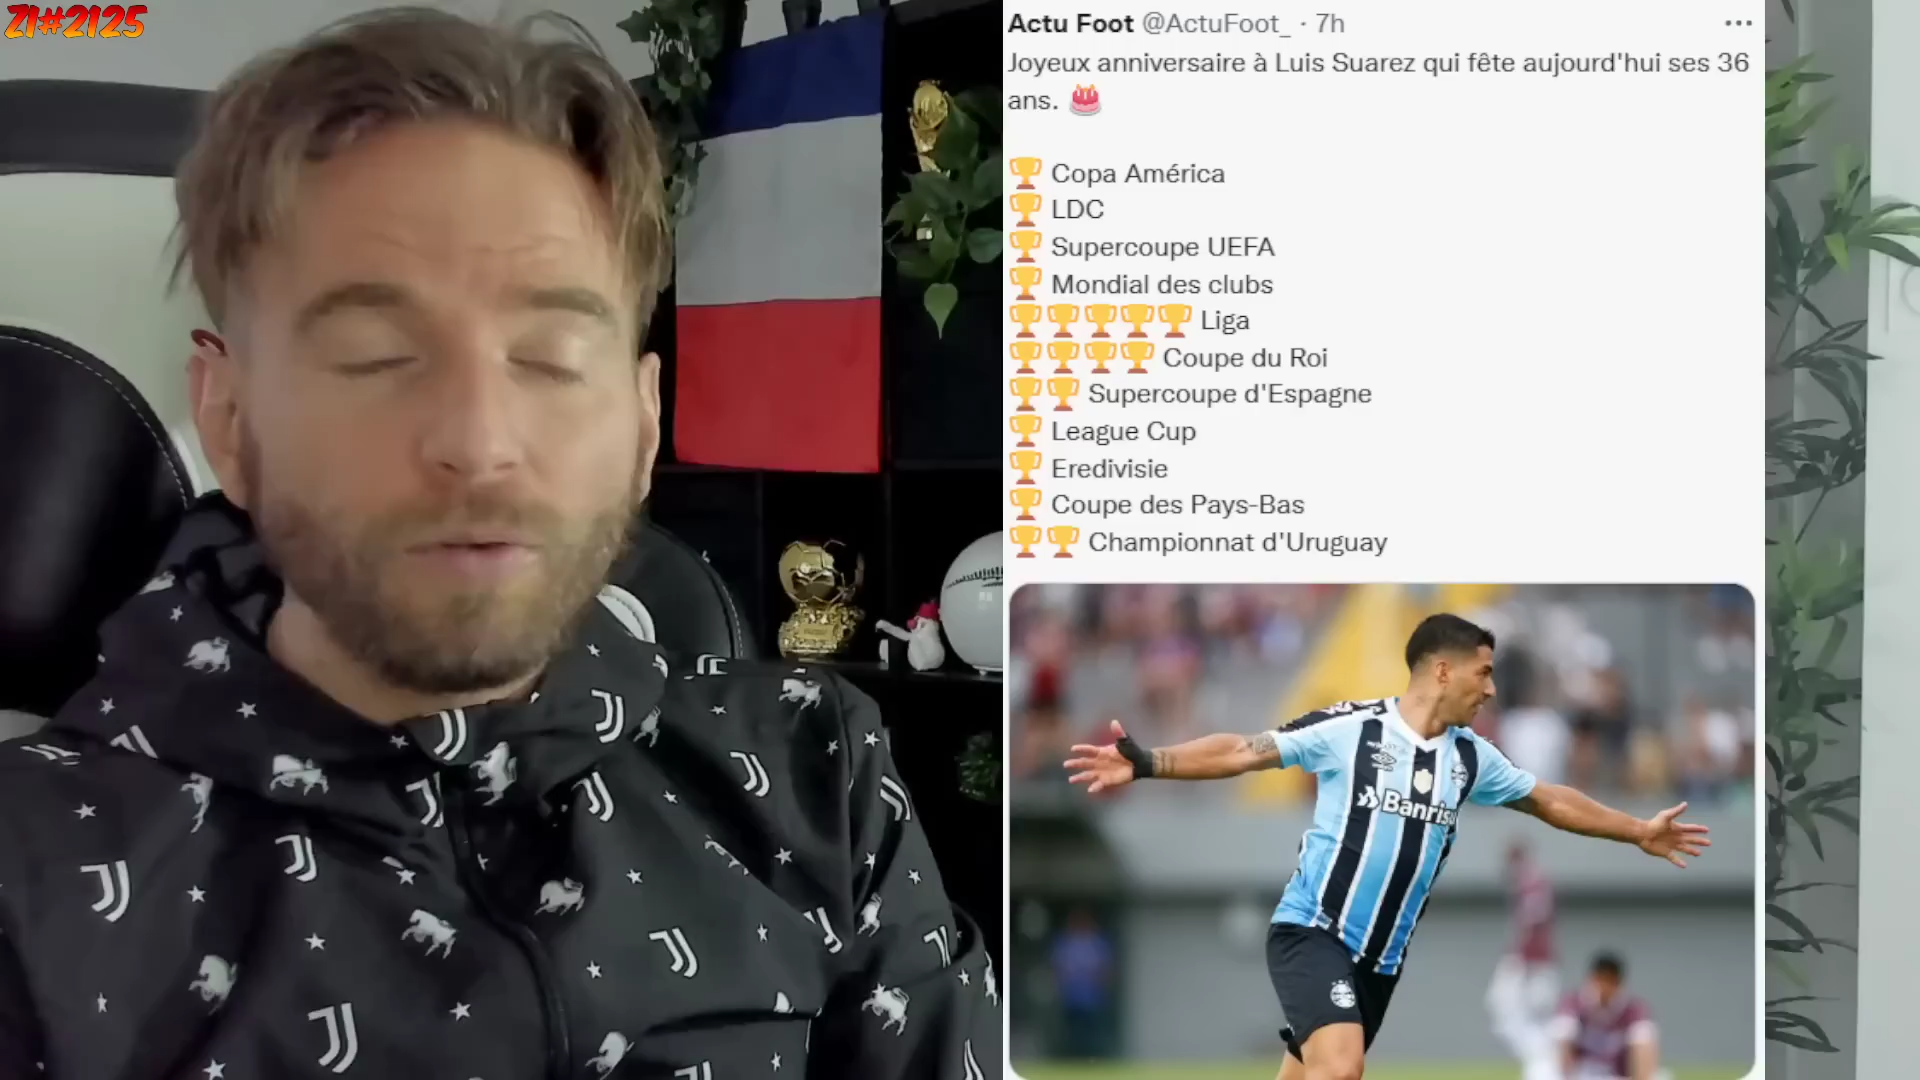 ZI#2125
Actu Foot @ActuFoot_ · 7h
Joyeux anniversaire à Luis Suarez qui fête aujourd'hui ses 36
ans.
Copa América
LDC
Supercoupe UEFA
Mondial des clubs
Liga
Coupe du Roi
Supercoupe d'Espagne
League Cup
Eredivisie
Coupe des Pays-Bas
Championnat d'Uruguay